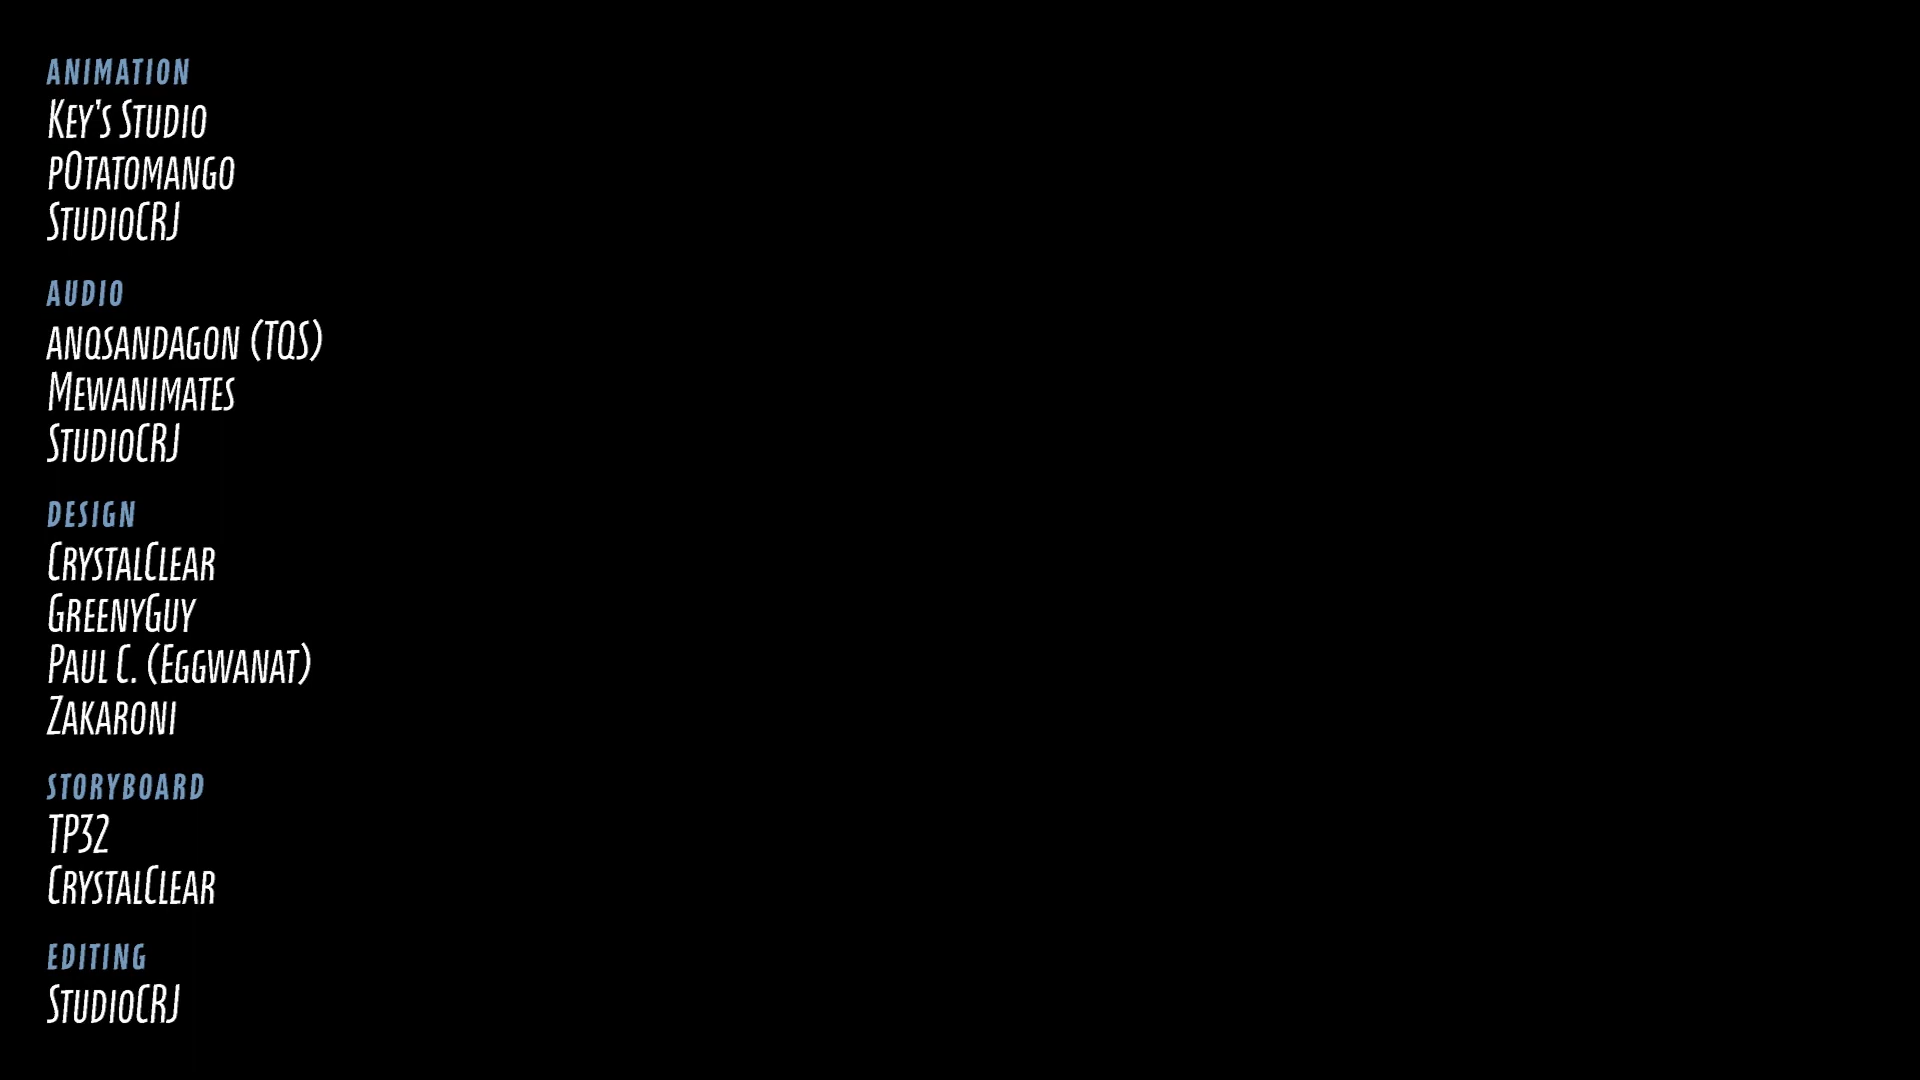 ANIMATION
Key's Studio
pOtatomango
StudioCRJ
AUDIO
anqsandagon (TQS)
Mewanimates
StudioCRJ
DESIGN
CrystalClear
GreenyGuy
Paul C. (Eggwanat)
Zakaroni
STORYBOARD
TP32
CrystalClear
EDITING
StudioCRJ